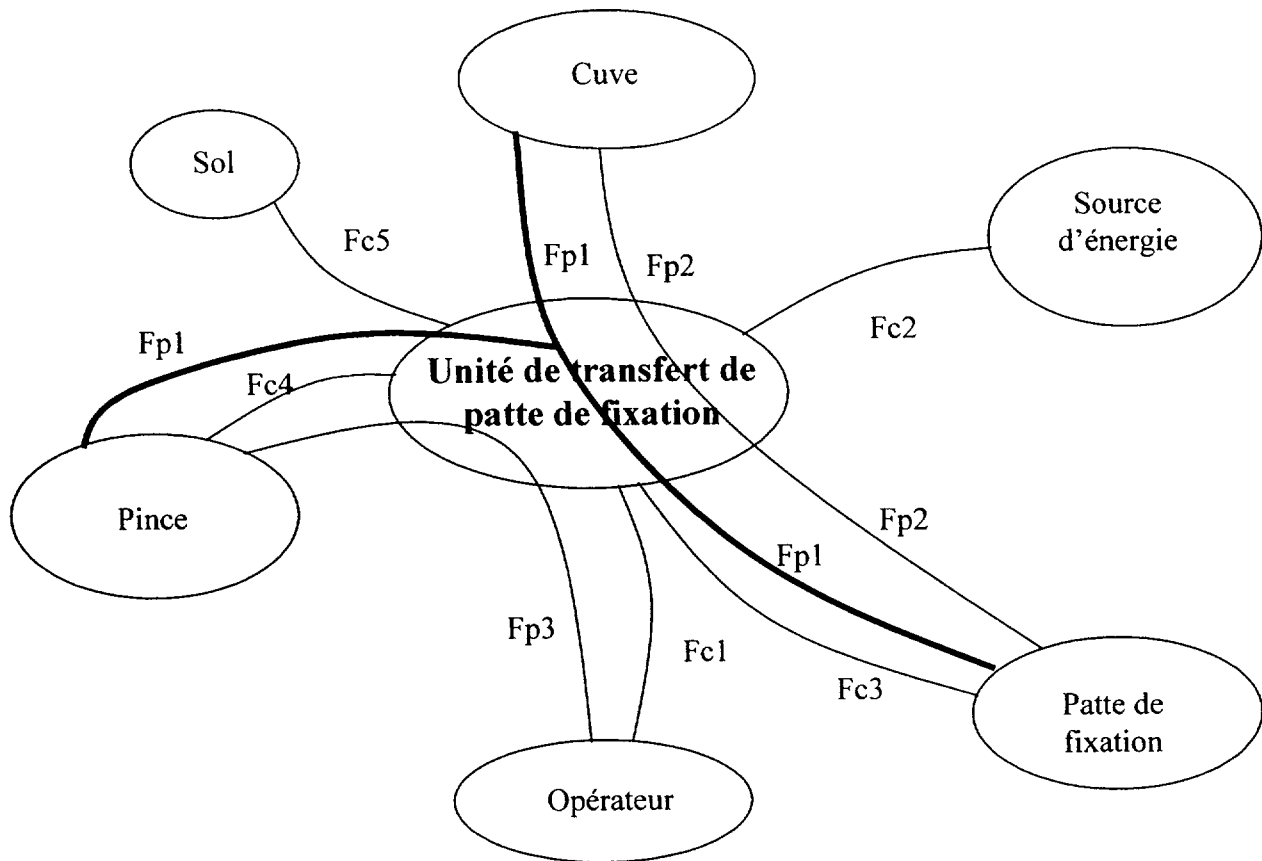 Cuve
Sol
Source
d'énergie
Fc5
Fp1
Fp2
Fp1
Fc2
Fc4
Unité de transfert de
patte de fixation
Pince
Fp2
Fp1
Fp3
Fc1
Fc3
Patte de
fixation
Opérateur